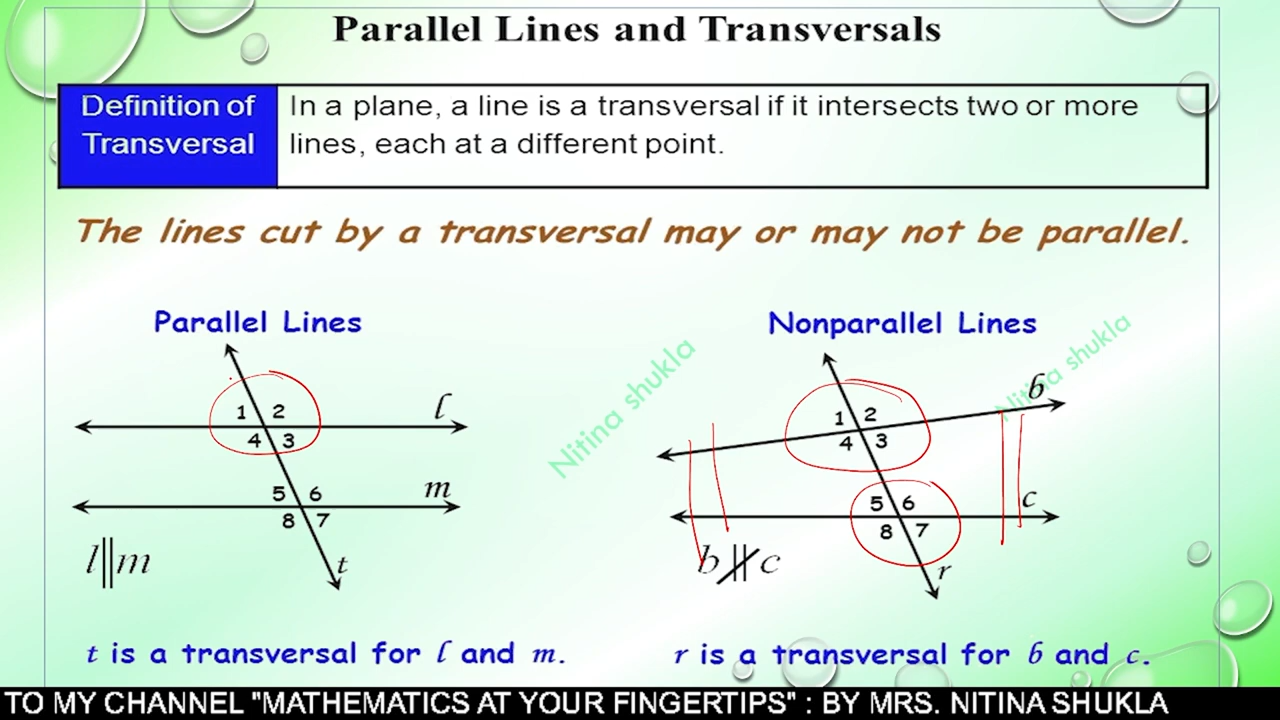 Parallel Lines and Transversals
Definition of
Transversal
In a plane, a line is a transversal if it intersects two or more
lines, each at a different point.
The lines cut by a transversal may or may not be parallel.
Parallel Lines
1 2
4 3
l
5 6
8 7
m
t
l||m
t is a transversal for l and m.
Nitina shukla
Nonparallel Lines
1 2
4 3
b
5 6
8 7
c
r
b∦c
r is a transversal for b and c.
Nitina shukla
TO MY CHANNEL "MATHEMATICS AT YOUR FINGERTIPS" : BY MRS. NITINA SHUKLA